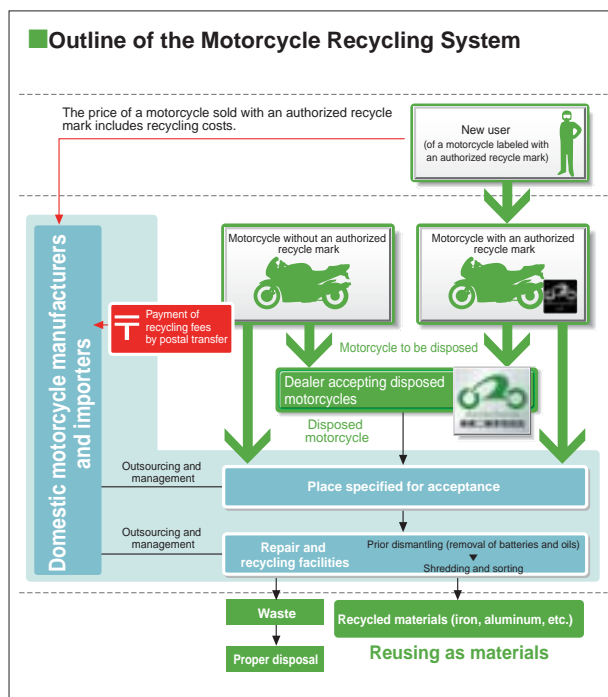 Outline of the Motorcycle Recycling System
The price of a motorcycle sold with an authorized recycle
mark includes recycling costs.
New user
(of a motorcycle labeled with
an authorized recycle mark)
Domestic motorcycle manufacturers
and importers
Motorcycle without an authorized
recycle mark
Motorcycle with an authorized
recycle mark
〒
Payment of
recycling fees
by postal transfer
Motorcycle to be disposed
Dealer accepting disposed
motorcycles
Disposed
motorcycle
Outsourcing and
management
Place specified for acceptance
Outsourcing and
management
Repair and
recycling facilities
Prior dismantling (removal of batteries and oils)
Shredding and sorting
Waste
Recycled materials (iron, aluminum, etc.)
Proper disposal
Reusing as materials